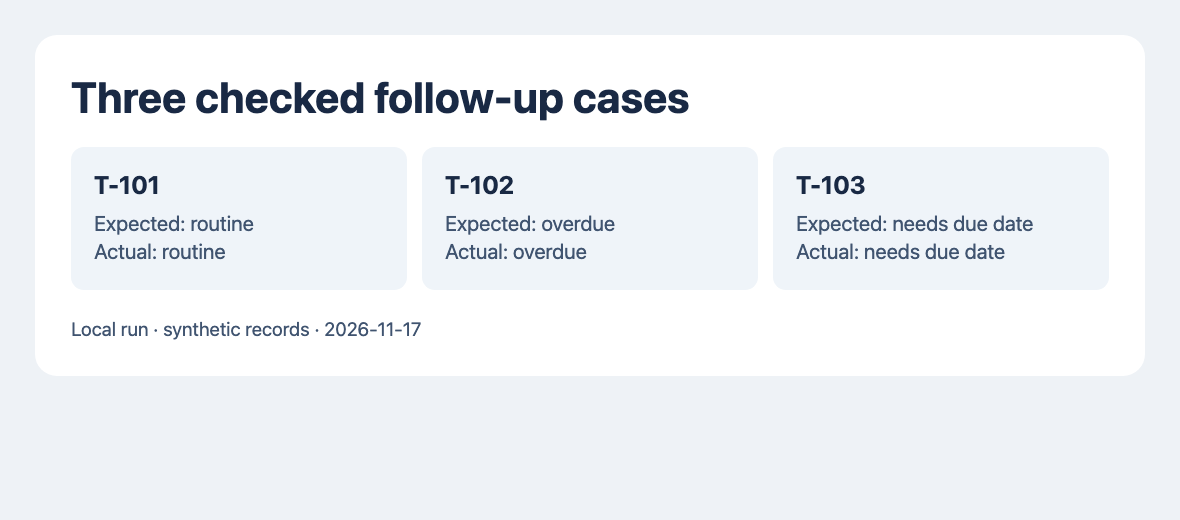 Three checked follow-up cases
T-101
Expected: routine
Actual: routine
T-102
Expected: overdue
Actual: overdue
T-103
Expected: needs due date
Actual: needs due date
Local run · synthetic records · 2026-11-17